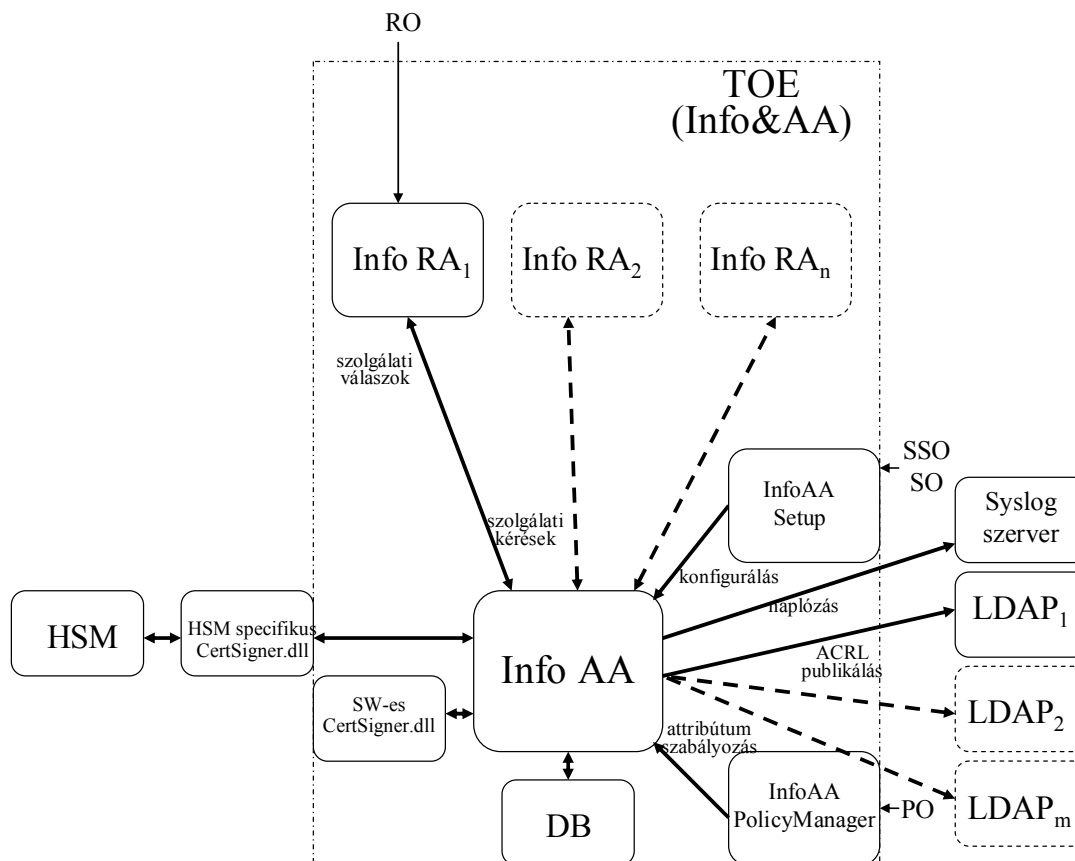 RO
TOE
(Info&AA)
Info RA1
Info RA2
Info RAn
szolgálati
válaszok
SSO
SO
InfoAA
Setup
Syslog
szerver
szolgálati
kérések
konfigurálás
naplózás
HSM
HSM specifikus
CertSigner.dll
Info AA
LDAP1
ACRL
publikálás
SW-es
CertSigner.dll
LDAP2
attribútum
szabályozás
InfoAA
PolicyManager
PO
LDAPm
DB